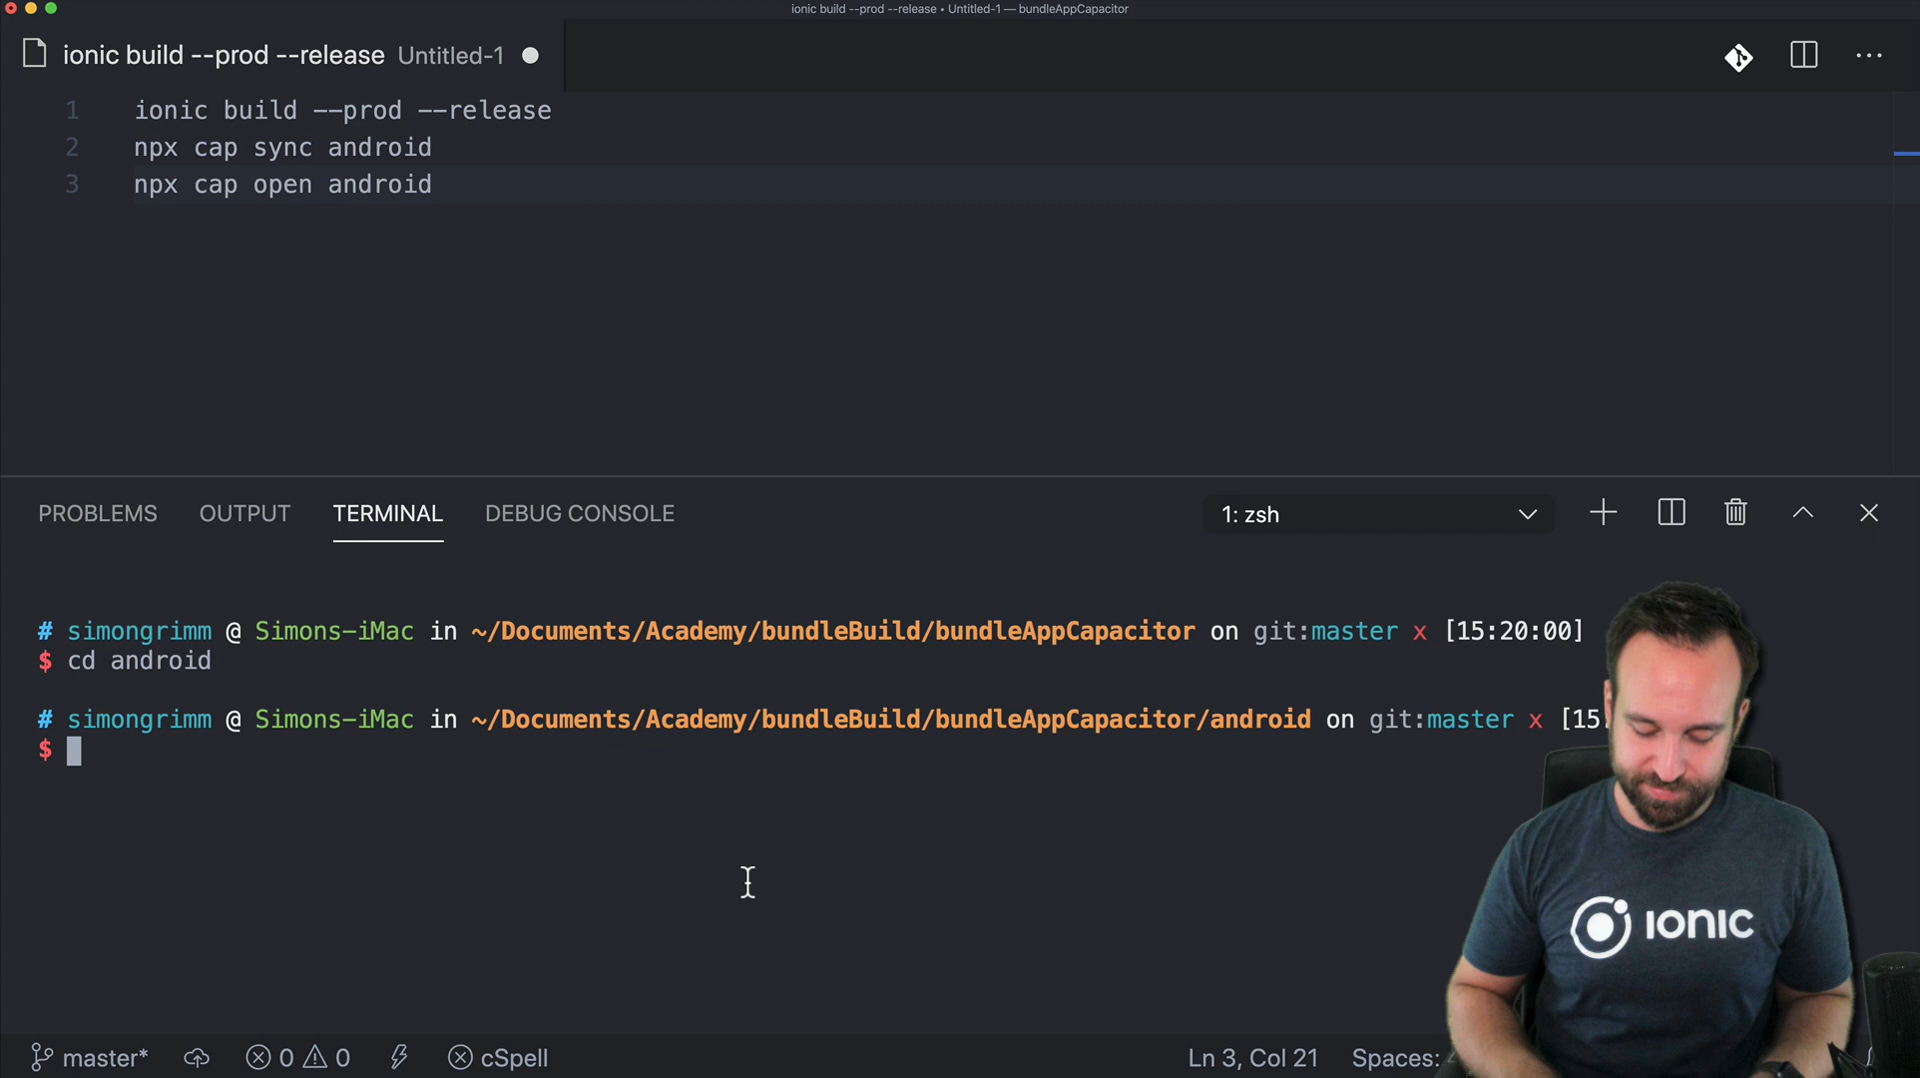 ionic build --prod --release • Untitled-1 — bundleAppCapacitor
ionic build --prod --release Untitled-1
1 ionic build --prod --release
2 npx cap sync android
3 npx cap open android
PROBLEMS OUTPUT TERMINAL DEBUG CONSOLE 1: zsh
# simongrimm @ Simons-iMac in ~/Documents/Academy/bundleBuild/bundleAppCapacitor on git:master x [15:20:00]
$ cd android
# simongrimm @ Simons-iMac in ~/Documents/Academy/bundleBuild/bundleAppCapacitor/android on git:master x [15:
$
IONIC
master* 0 0 cSpell Ln 3, Col 21 Spaces: